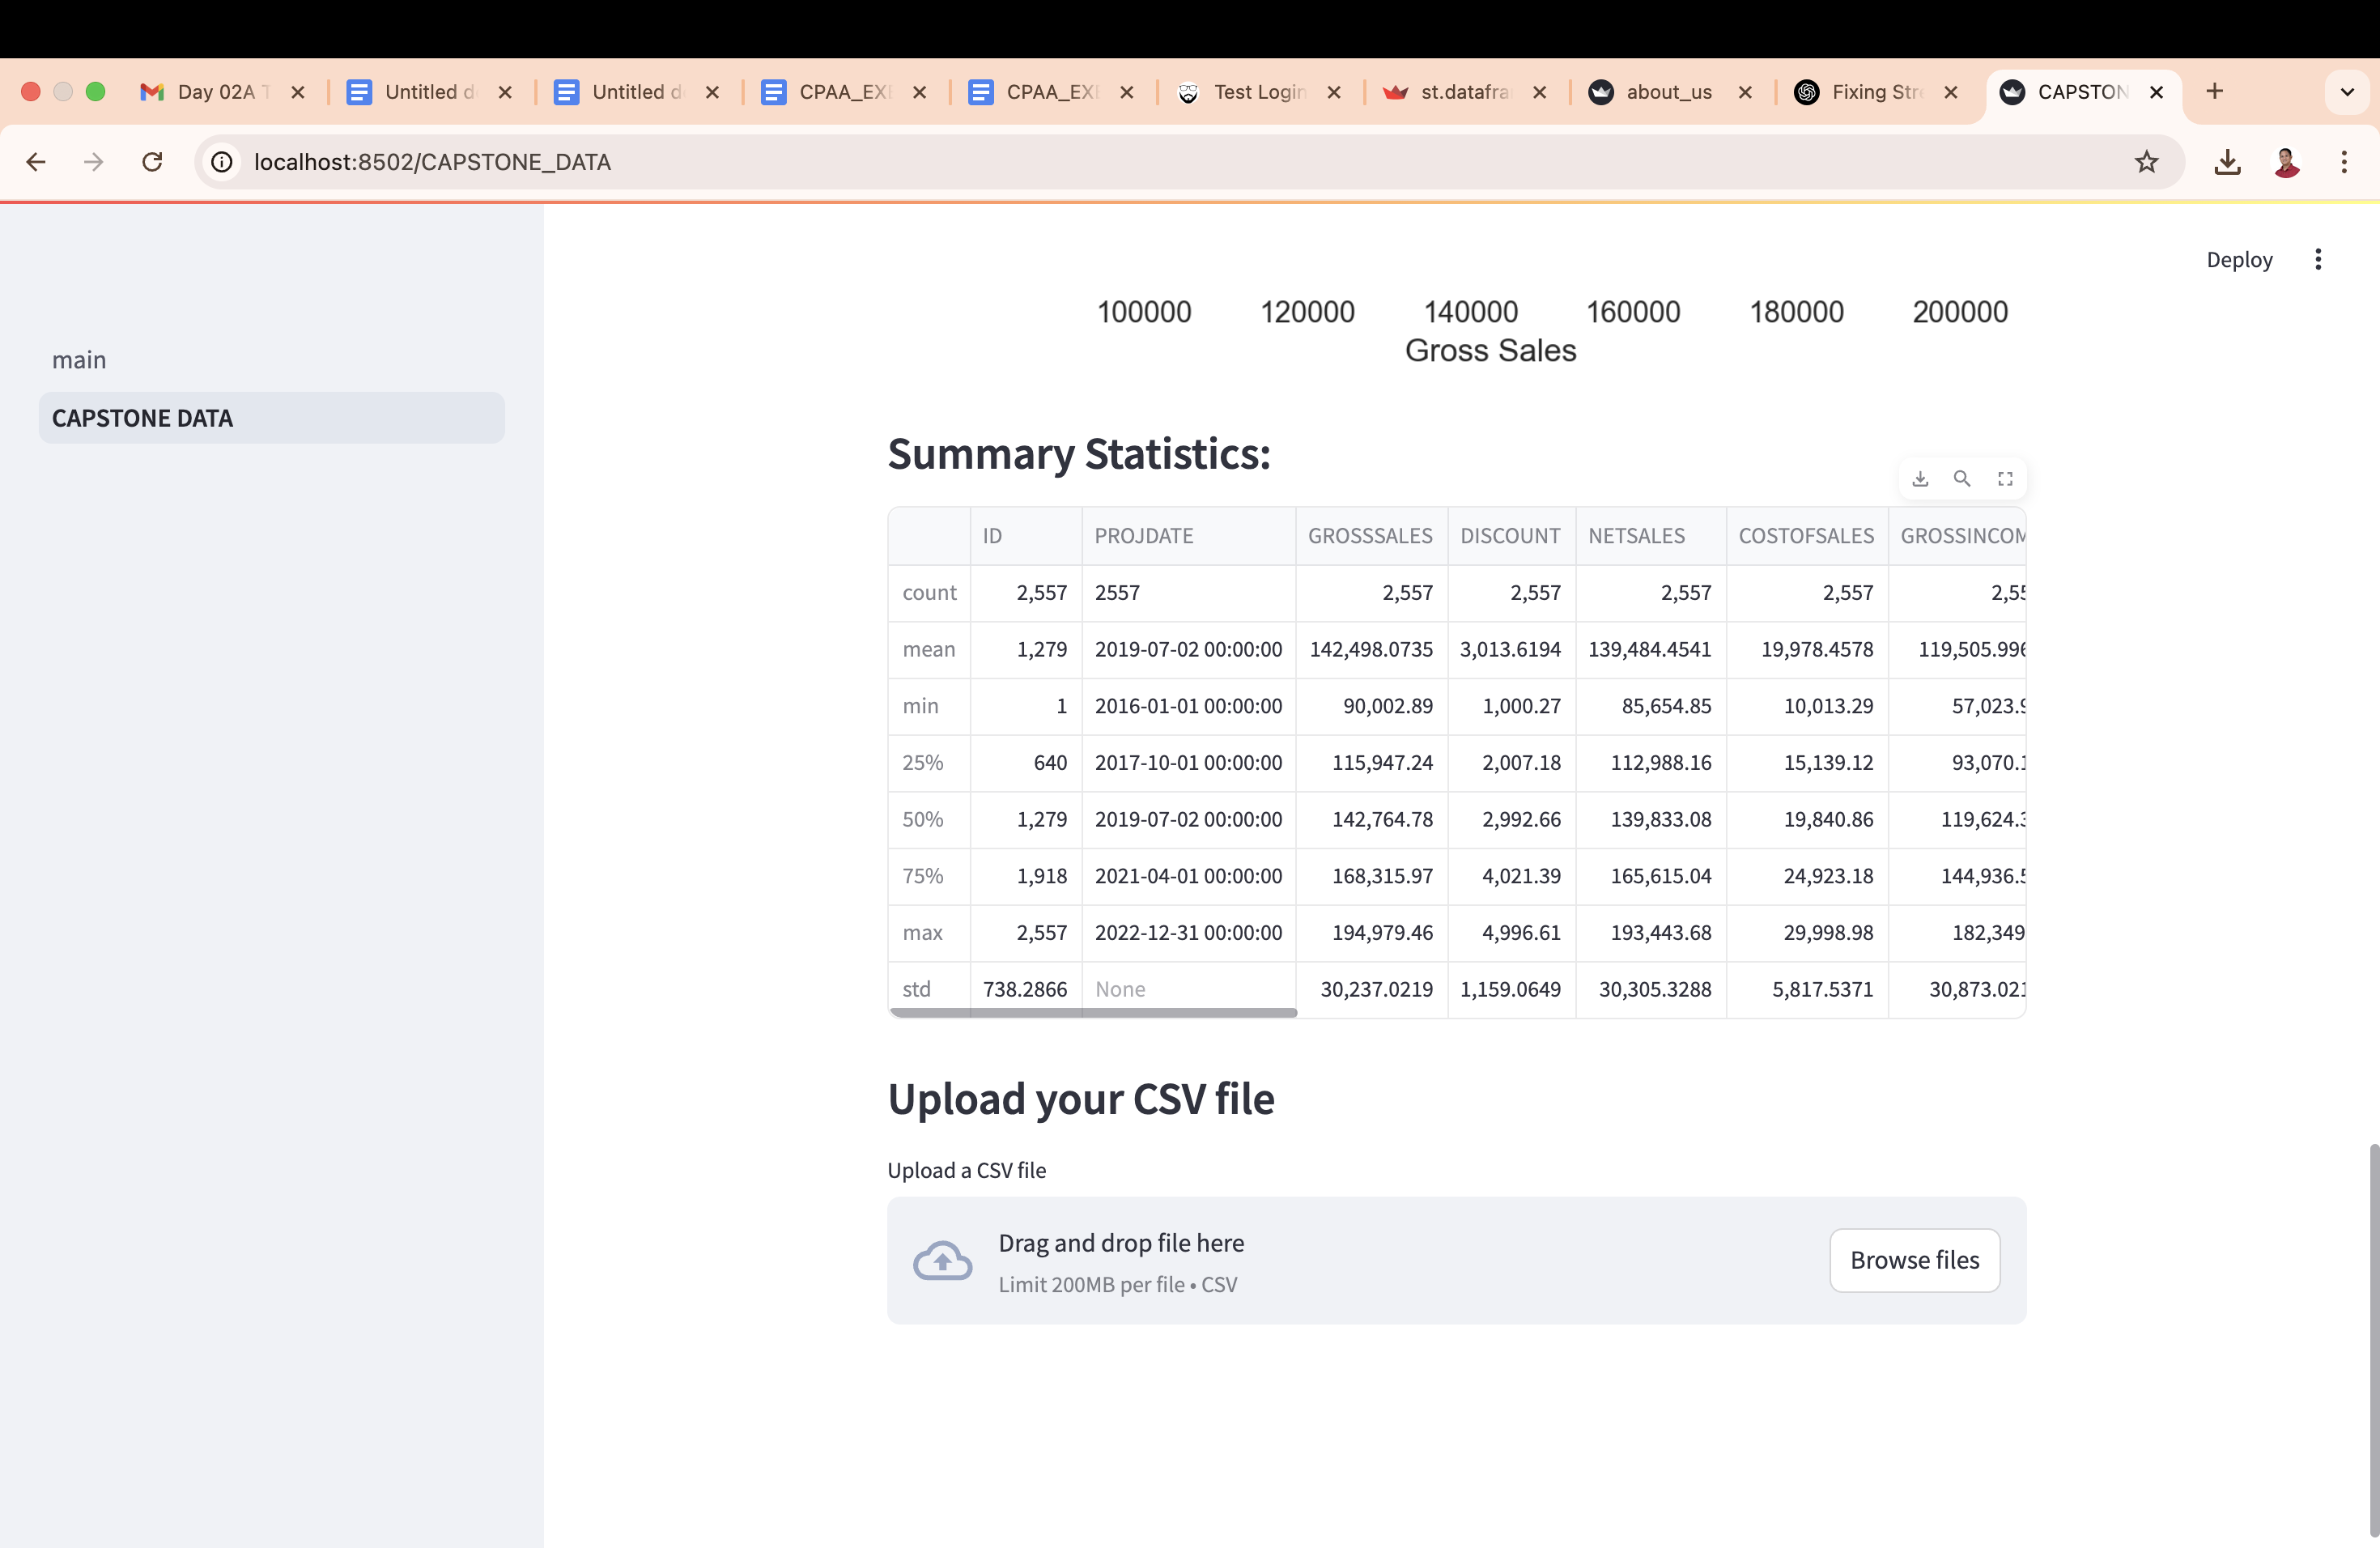 Day 02A T
Untitled d
Untitled d
CPAA_EX
CPAA_EX
Test Login
st.datafra
about_us
Fixing Str
CAPSTON
localhost:8502/CAPSTONE_DATA
Deploy
main
CAPSTONE DATA
100000 120000 140000 160000 180000 200000
Gross Sales
Summary Statistics:
ID PROJDATE GROSSSALES DISCOUNT NETSALES COSTOFSALES GROSSINCOM
count 2,557 2557 2,557 2,557 2,557 2,557 2,55
mean 1,279 2019-07-02 00:00:00 142,498.0735 3,013.6194 139,484.4541 19,978.4578 119,505.996
min 1 2016-01-01 00:00:00 90,002.89 1,000.27 85,654.85 10,013.29 57,023.9
25% 640 2017-10-01 00:00:00 115,947.24 2,007.18 112,988.16 15,139.12 93,070.1
50% 1,279 2019-07-02 00:00:00 142,764.78 2,992.66 139,833.08 19,840.86 119,624.3
75% 1,918 2021-04-01 00:00:00 168,315.97 4,021.39 165,615.04 24,923.18 144,936.5
max 2,557 2022-12-31 00:00:00 194,979.46 4,996.61 193,443.68 29,998.98 182,349
std 738.2866 None 30,237.0219 1,159.0649 30,305.3288 5,817.5371 30,873.021
Upload your CSV file
Upload a CSV file
Drag and drop file here
Limit 200MB per file • CSV
Browse files